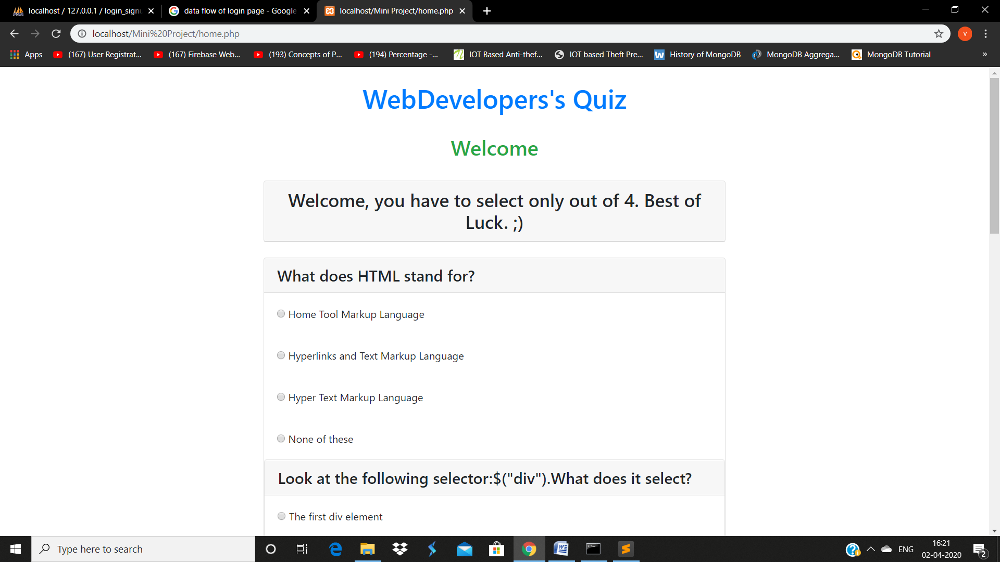 localhost / 127.0.0.1 / login_signu
data flow of login page - Google
localhost/Mini Project/home.php
localhost/Mini%20Project/home.php
V
Apps
(167) User Registrat...
(167) Firebase Web...
(193) Concepts of P...
(194) Percentage -...
IOT Based Anti-thef...
IOT based Theft Pre...
W
History of MongoDB
MongoDB Aggrega...
MongoDB Tutorial
»
WebDevelopers's Quiz
Welcome
Welcome, you have to select only out of 4. Best of
Luck. ;)
What does HTML stand for?
Home Tool Markup Language
Hyperlinks and Text Markup Language
Hyper Text Markup Language
None of these
Look at the following selector:$("div").What does it select?
The first div element
Type here to search
ENG
16:21
02-04-2020
2